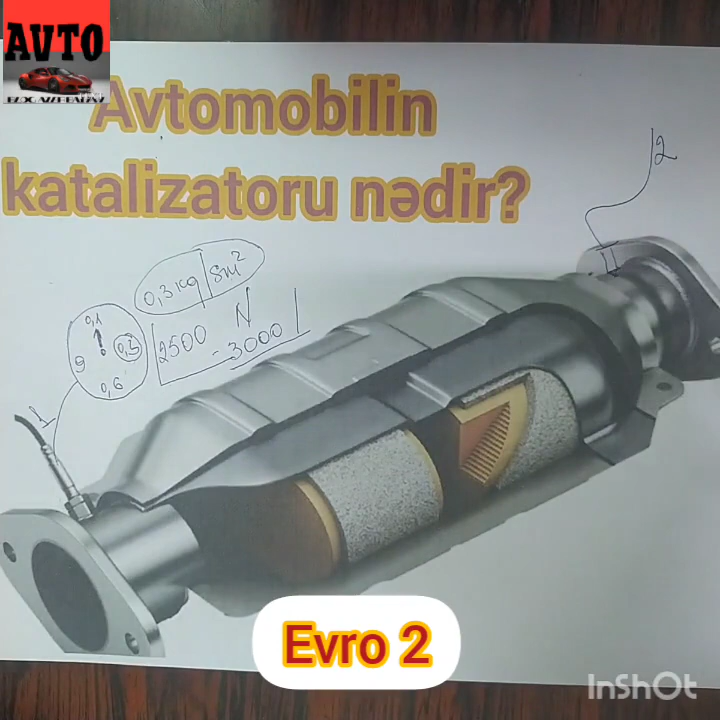 AVTO
Avtomobilin
katalizatoru nədir?
2
0,3 kg/sm²
0,1
0,3
0,6
9
2500 N
- 3000
1
Evro 2
InShOt